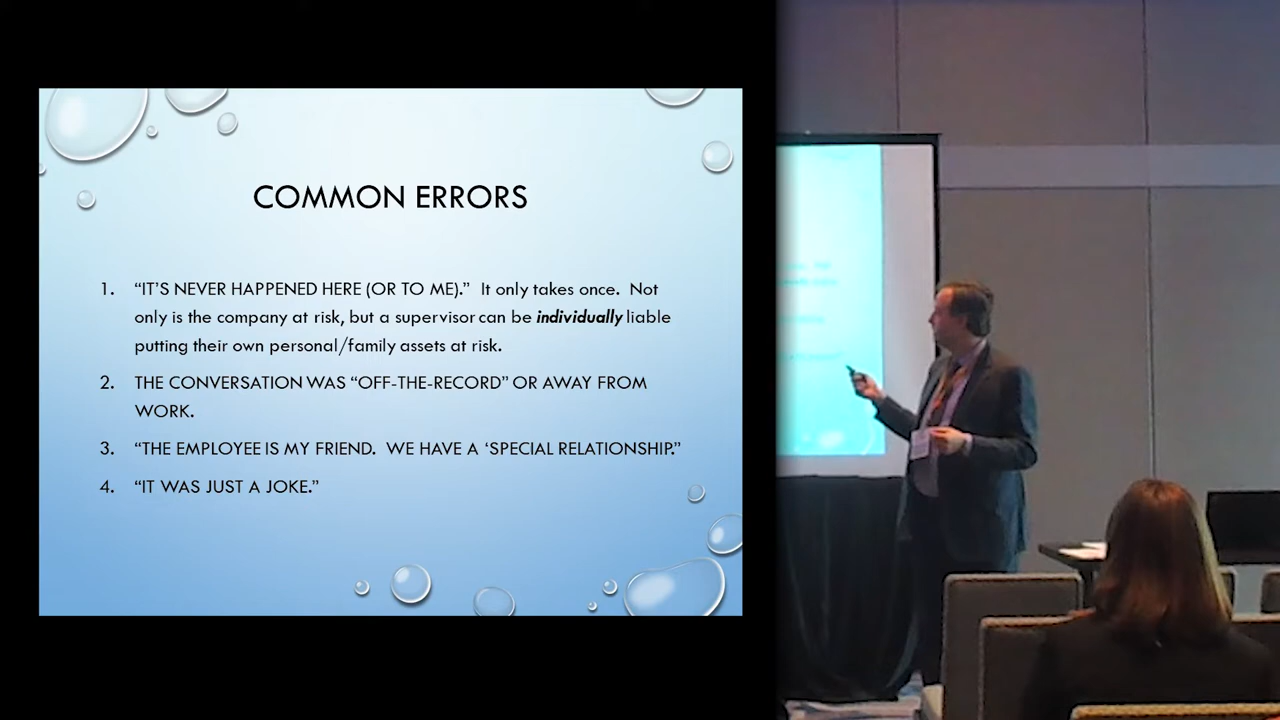 COMMON ERRORS
1. “IT’S NEVER HAPPENED HERE (OR TO ME).” It only takes once. Not
only is the company at risk, but a supervisor can be individually liable
putting their own personal/family assets at risk.
2. THE CONVERSATION WAS “OFF-THE-RECORD” OR AWAY FROM
WORK.
3. “THE EMPLOYEE IS MY FRIEND. WE HAVE A ‘SPECIAL RELATIONSHIP.”
4. “IT WAS JUST A JOKE.”